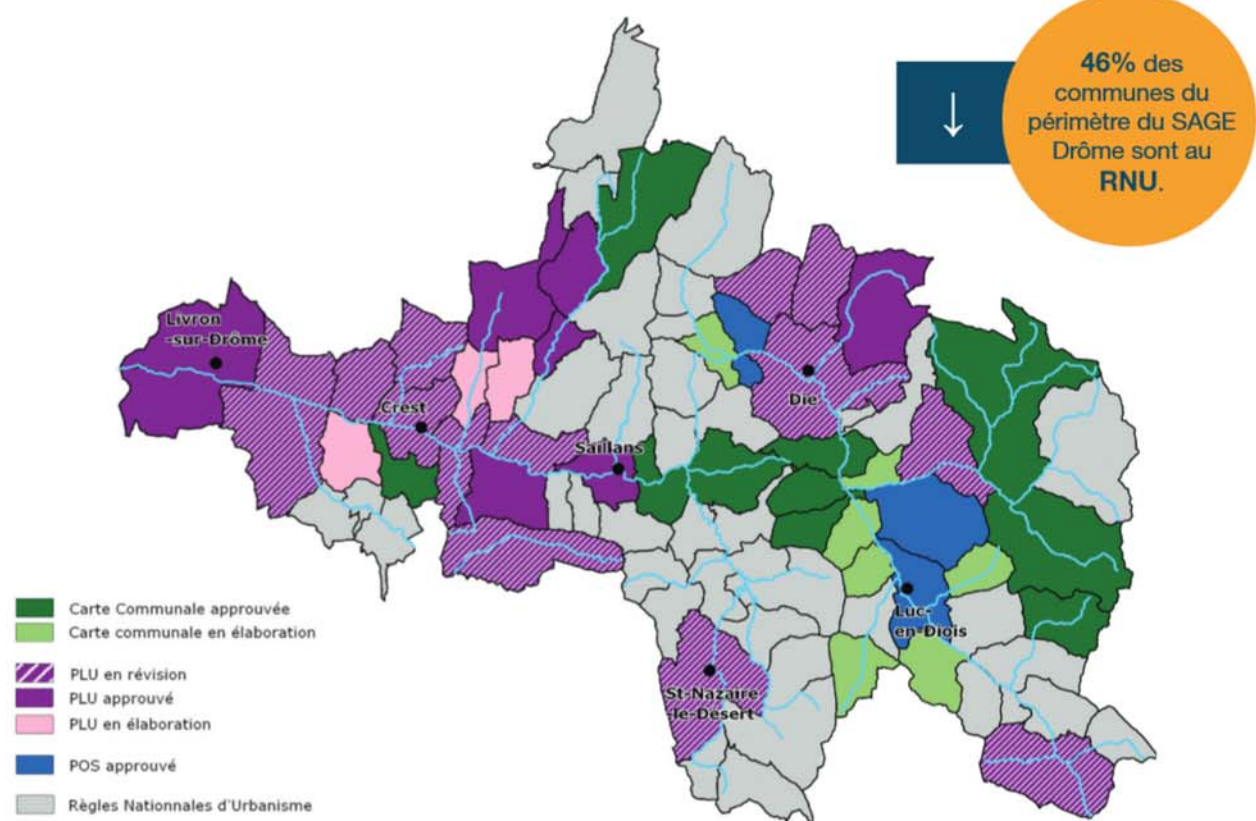 46% des
communes du
périmètre du SAGE
Drôme sont au
RNU.
Livron
-sur-Drôme
Crest
Saillans
Die
Luc-
en-Diois
St-Nazaire
-le-Désert
Carte Communale approuvée
Carte communale en élaboration
PLU en révision
PLU approuvé
PLU en élaboration
POS approuvé
Règles Nationnales d'Urbanisme